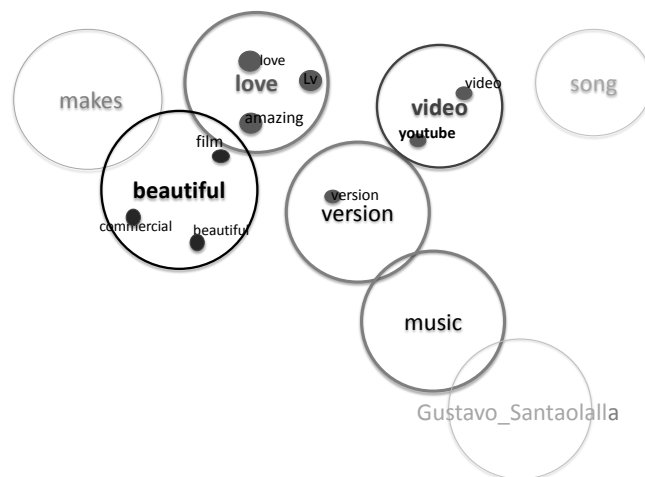 love
video
song
love
Lv
makes
video
amazing
youtube
film
beautiful
version
version
commercial
beautiful
music
Gustavo_Santaolalla